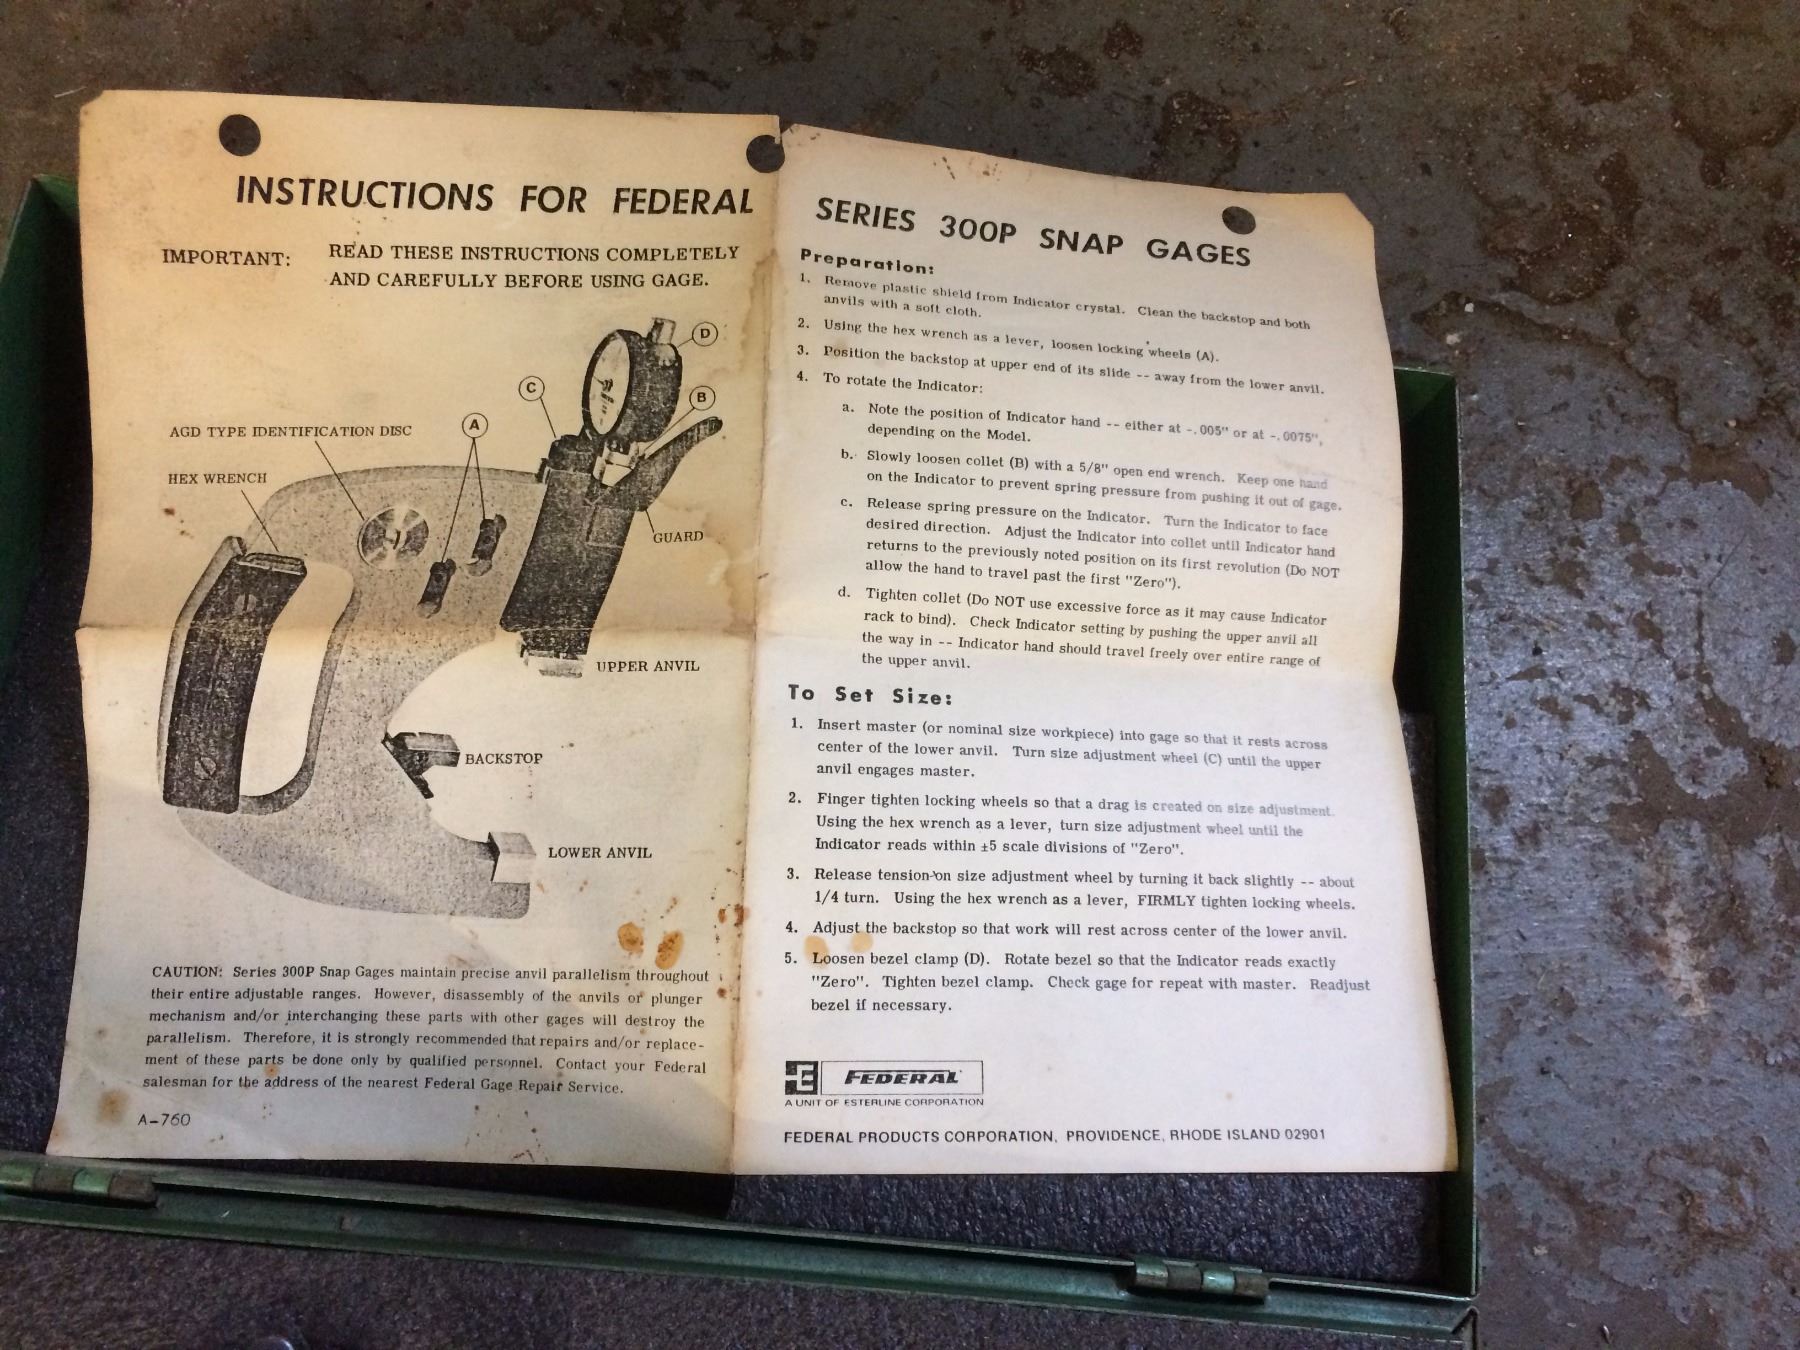 INSTRUCTIONS FOR FEDERAL
IMPORTANT: READ THESE INSTRUCTIONS COMPLETELY
AND CAREFULLY BEFORE USING GAGE.
D
C
B
A
AGD TYPE IDENTIFICATION DISC
HEX WRENCH
GUARD
UPPER ANVIL
BACKSTOP
LOWER ANVIL
CAUTION: Series 300P Snap Gages maintain precise anvil parallelism throughout
their entire adjustable ranges. However, disassembly of the anvils or plunger
mechanism and/or interchanging these parts with other gages will destroy the
parallelism. Therefore, it is strongly recommended that repairs and/or replace-
ment of these parts be done only by qualified personnel. Contact your Federal
salesman for the address of the nearest Federal Gage Repair Service.
A-760
SERIES 300P SNAP GAGES
Preparation:
1. Remove plastic shield from Indicator crystal. Clean the backstop and both
anvils with a soft cloth.
2. Using the hex wrench as a lever, loosen locking wheels (A).
3. Position the backstop at upper end of its slide -- away from the lower anvil.
4. To rotate the Indicator:
a. Note the position of Indicator hand -- either at -.005" or at -.0075",
depending on the Model.
b. Slowly loosen collet (B) with a 5/8" open end wrench. Keep one hand
on the Indicator to prevent spring pressure from pushing it out of gage.
c. Release spring pressure on the Indicator. Turn the Indicator to face
desired direction. Adjust the Indicator into collet until Indicator hand
returns to the previously noted position on its first revolution (Do NOT
allow the hand to travel past the first "Zero").
d. Tighten collet (Do NOT use excessive force as it may cause Indicator
rack to bind). Check Indicator setting by pushing the upper anvil all
the way in -- Indicator hand should travel freely over entire range of
the upper anvil.
To Set Size:
1. Insert master (or nominal size workpiece) into gage so that it rests across
center of the lower anvil. Turn size adjustment wheel (C) until the upper
anvil engages master.
2. Finger tighten locking wheels so that a drag is created on size adjustment.
Using the hex wrench as a lever, turn size adjustment wheel until the
Indicator reads within ±5 scale divisions of "Zero".
3. Release tension on size adjustment wheel by turning it back slightly -- about
1/4 turn. Using the hex wrench as a lever, FIRMLY tighten locking wheels.
4. Adjust the backstop so that work will rest across center of the lower anvil.
5. Loosen bezel clamp (D). Rotate bezel so that the Indicator reads exactly
"Zero". Tighten bezel clamp. Check gage for repeat with master. Readjust
bezel if necessary.
FEDERAL
A UNIT OF ESTERLINE CORPORATION
FEDERAL PRODUCTS CORPORATION, PROVIDENCE, RHODE ISLAND 02901